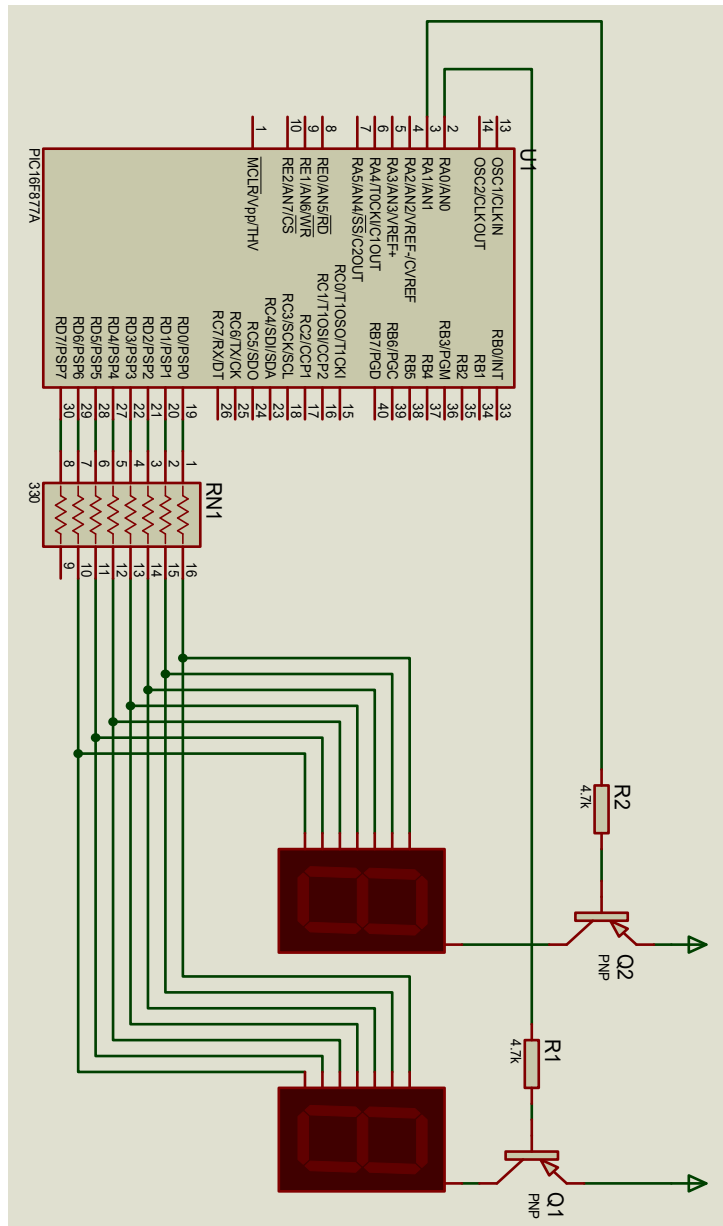 U1
13
OSC1/CLKIN
14
OSC2/CLKOUT
2
RA0/AN0
3
RA1/AN1
4
RA2/AN2/VREF-/CVREF
5
RA3/AN3/VREF+
6
RA4/T0CKI/C1OUT
7
RA5/AN4/SS/C2OUT
8
RE0/AN5/RD
9
RE1/AN6/WR
10
RE2/AN7/CS
1
MCLR/Vpp/THV
RB0/INT
33
RB1
34
RB2
35
RB3/PGM
36
RB4
37
RB5
38
RB6/PGC
39
RB7/PGD
40
RC0/T1OSO/T1CKI
15
RC1/T1OSI/CCP2
16
RC2/CCP1
17
RC3/SCK/SCL
18
RC4/SDI/SDA
23
RC5/SDO
24
RC6/TX/CK
25
RC7/RX/DT
26
RD0/PSP0
19
RD1/PSP1
20
RD2/PSP2
21
RD3/PSP3
22
RD4/PSP4
27
RD5/PSP5
28
RD6/PSP6
29
RD7/PSP7
30
PIC16F877A
RN1
1
16
2
15
3
14
4
13
5
12
6
11
7
10
8
9
330
R2
4.7k
Q2
PNP
R1
4.7k
Q1
PNP